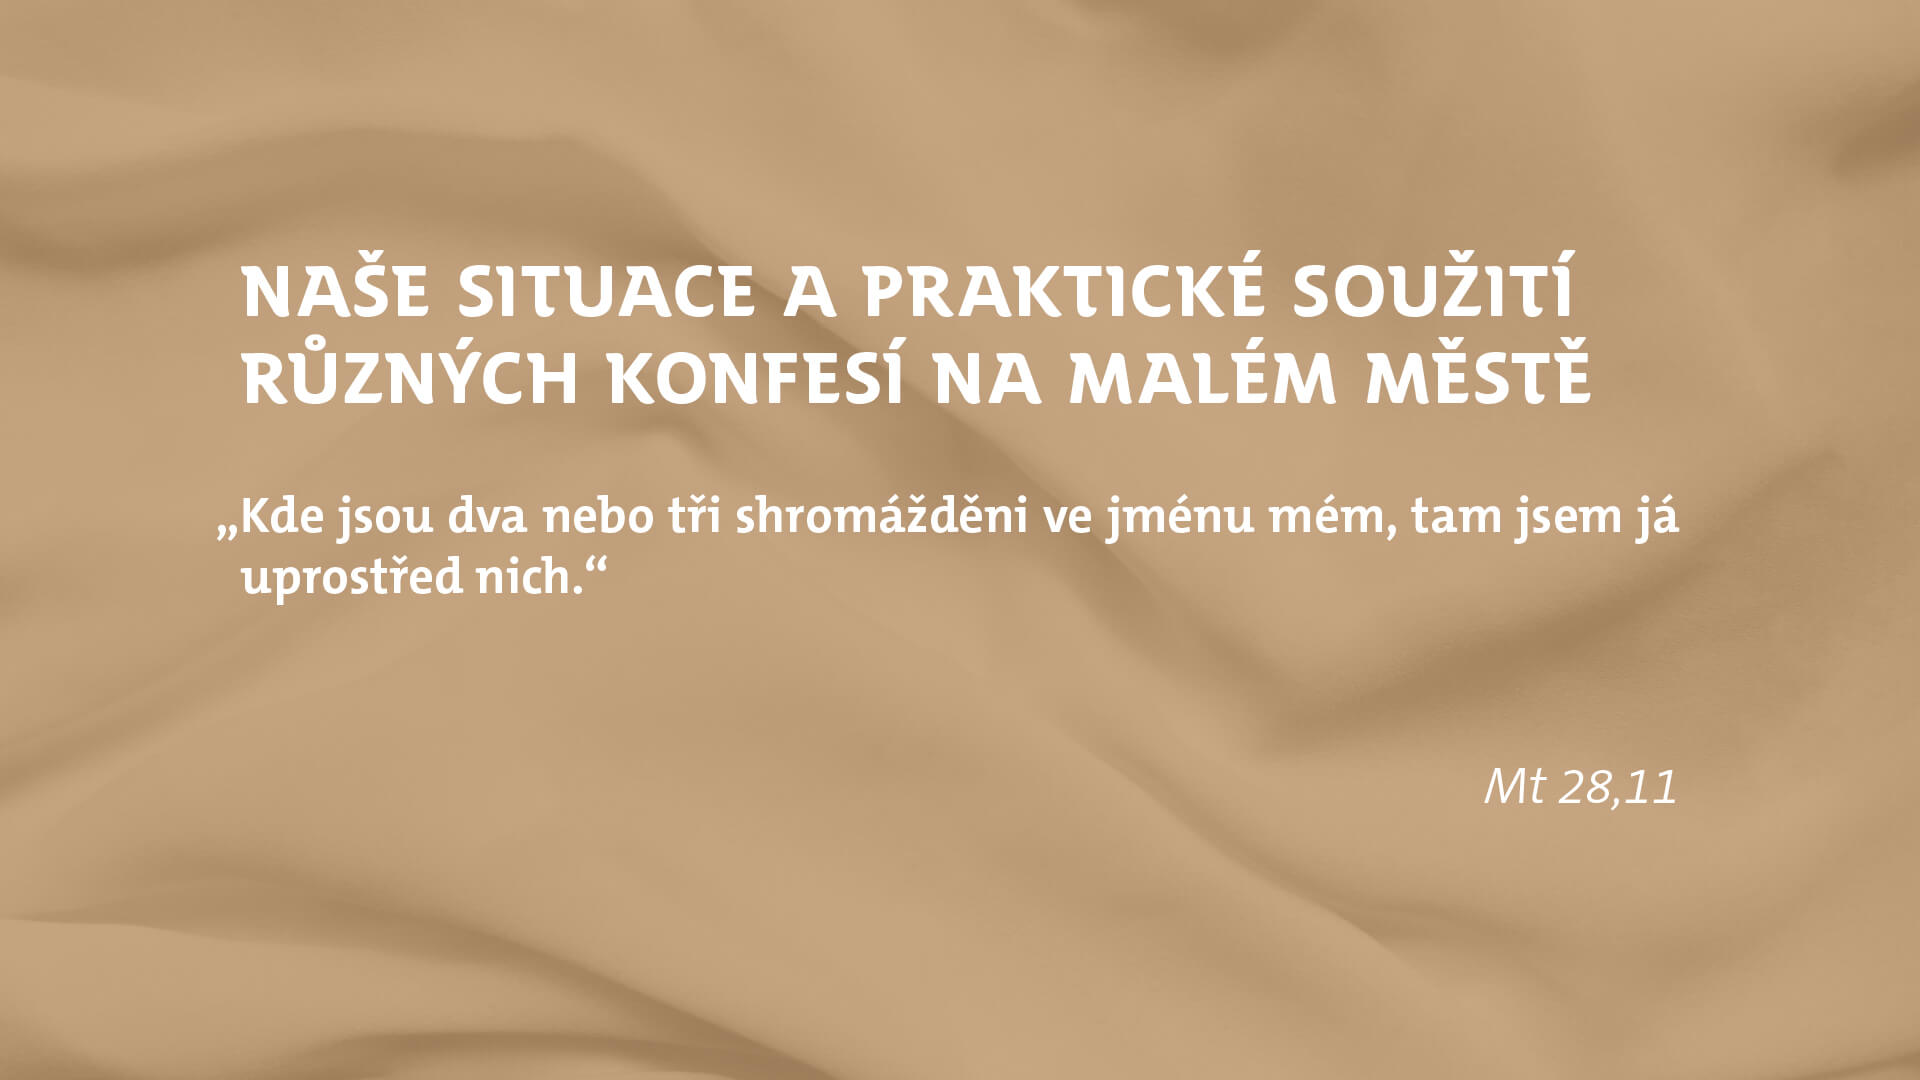 NAŠE SITUACE A PRAKTICKÉ SOUŽITÍ
RŮZNÝCH KONFESÍ NA MALÉM MĚSTĚ
„Kde jsou dva nebo tři shromážděni ve jménu mém, tam jsem já
uprostřed nich.“
Mt 28,11